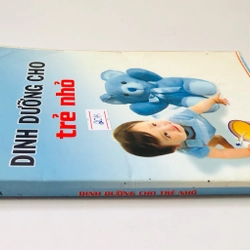 DINH DƯỠNG CHO
trẻ nhỏ
DINH DƯỠNG CHO TRẺ NHỎ